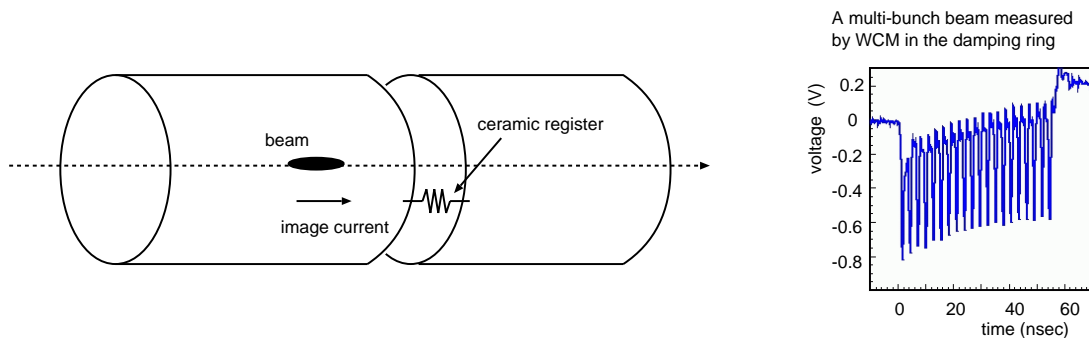 A multi-bunch beam measured
by WCM in the damping ring
beam
ceramic register
image current
voltage (V)
0.2
0
-0.2
-0.4
-0.6
-0.8
0
20
40
60
time (nsec)